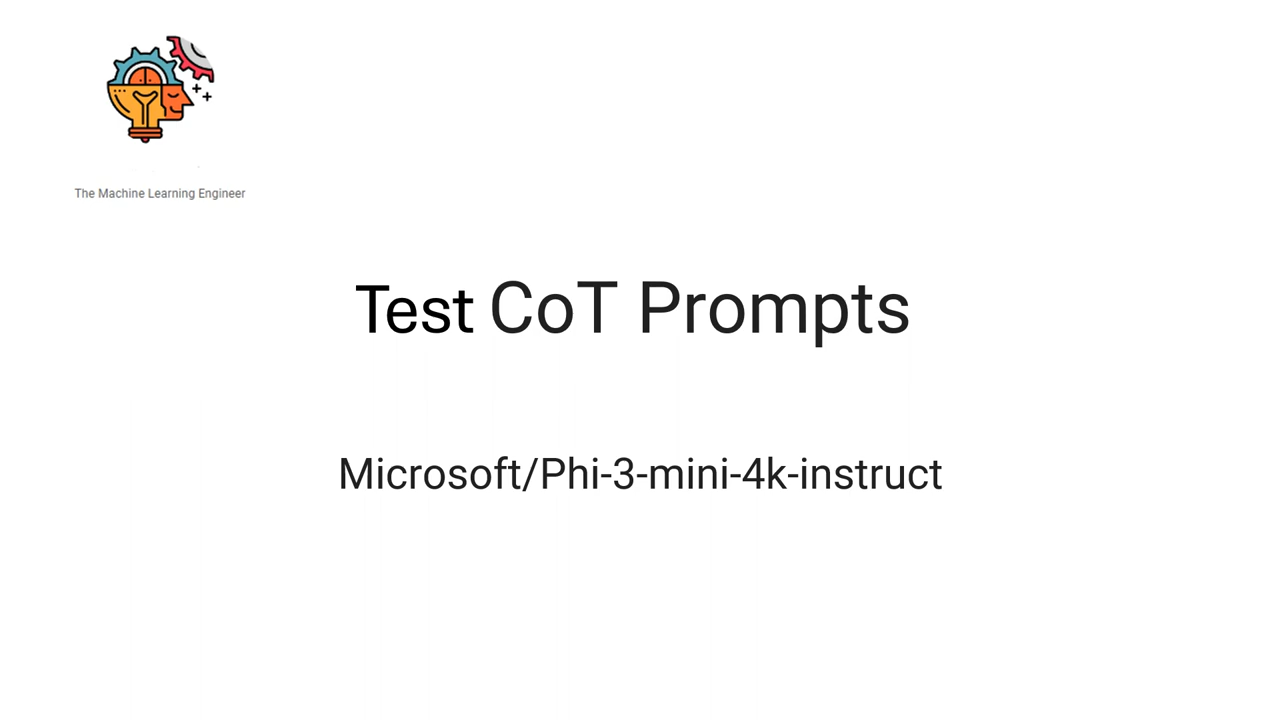 The Machine Learning Engineer
Test CoT Prompts
Microsoft/Phi-3-mini-4k-instruct